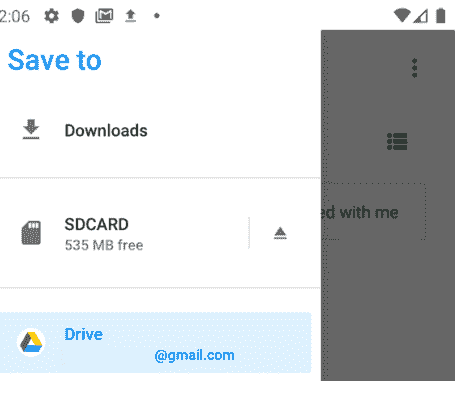 2:06
Save to
Downloads
SDCARD
535 MB free
ed with me
Drive
@gmail.com